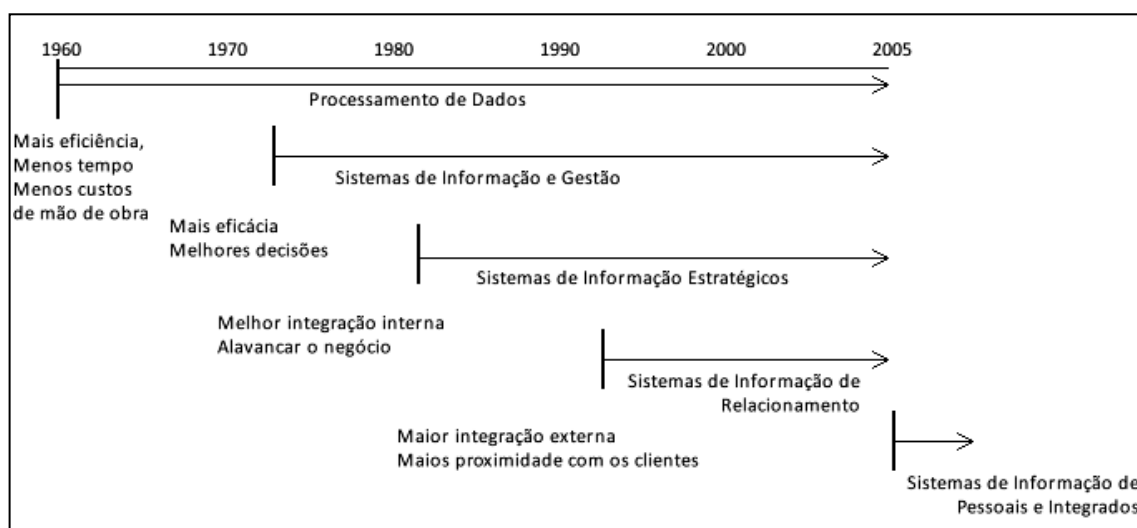 1960 1970 1980 1990 2000 2005
Processamento de Dados
Mais eficiência,
Menos tempo
Menos custos
de mão de obra
Sistemas de Informação e Gestão
Mais eficácia
Melhores decisões
Sistemas de Informação Estratégicos
Melhor integração interna
Alavancar o negócio
Sistemas de Informação de
Relacionamento
Maior integração externa
Maios proximidade com os clientes
Sistemas de Informação de
Pessoais e Integrados